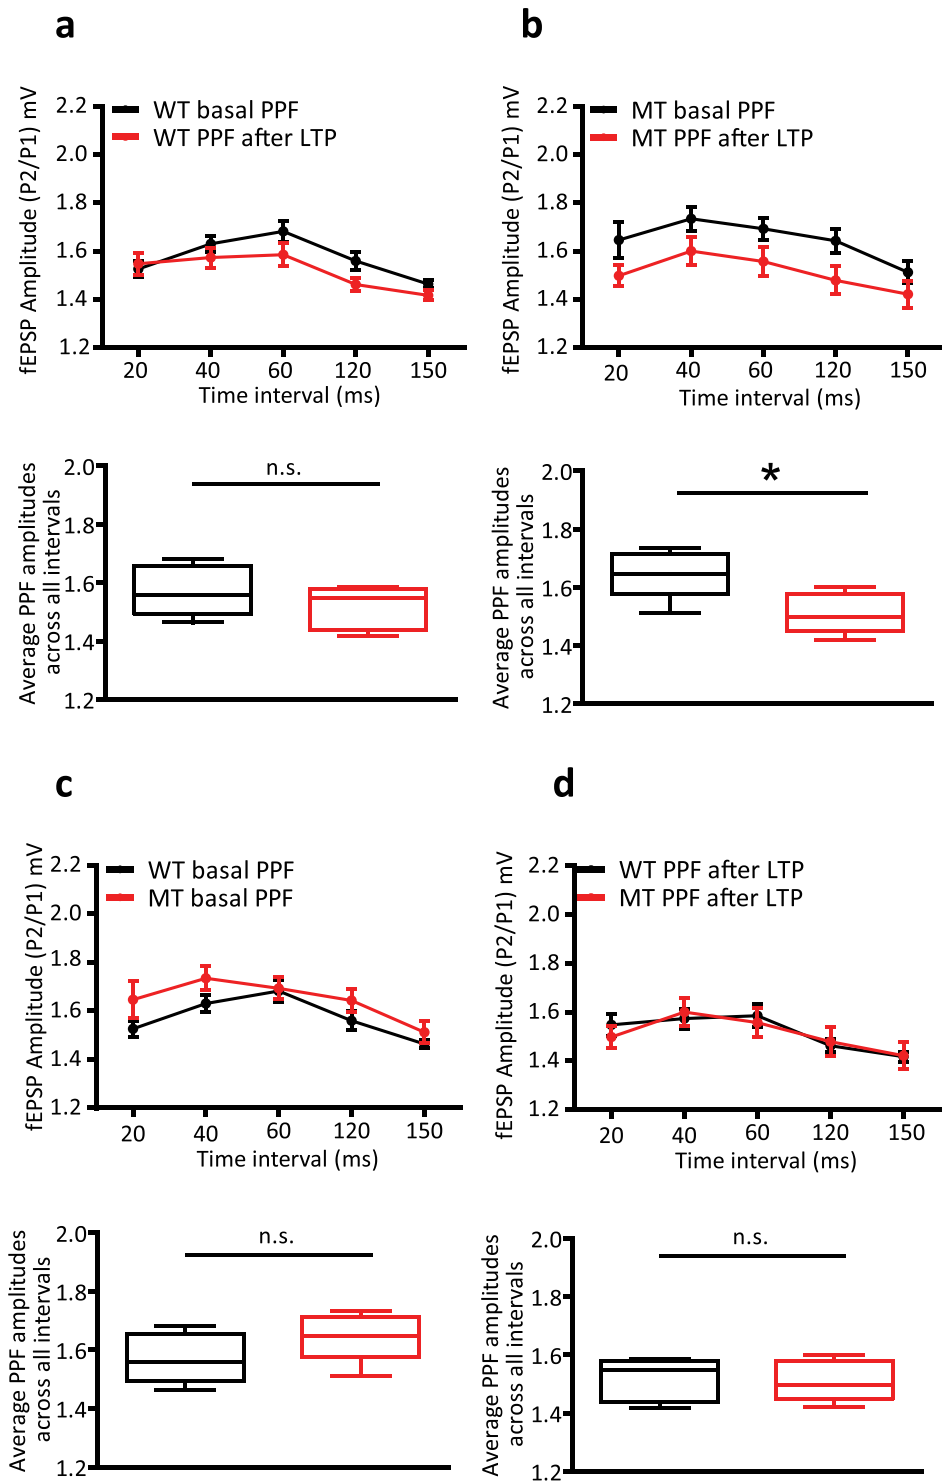 a
fEPSP Amplitude (P2/P1) mV
2.2
2.0
1.8
1.6
1.4
1.2
WT basal PPF
WT PPF after LTP
20 40 60 120 150
Time interval (ms)
Average PPF amplitudes
across all intervals
2.0
1.8
1.6
1.4
1.2
n.s.
b
fEPSP Amplitude (P2/P1) mV
2.2
2.0
1.8
1.6
1.4
1.2
MT basal PPF
MT PPF after LTP
20 40 60 120 150
Time interval (ms)
Average PPF amplitudes
across all intervals
2.0
1.8
1.6
1.4
1.2
*
c
fEPSP Amplitude (P2/P1) mV
2.2
2.0
1.8
1.6
1.4
1.2
WT basal PPF
MT basal PPF
20 40 60 120 150
Time interval (ms)
Average PPF amplitudes
across all intervals
2.0
1.8
1.6
1.4
1.2
n.s.
d
fEPSP Amplitude (P2/P1) mV
2.2
2.0
1.8
1.6
1.4
1.2
WT PPF after LTP
MT PPF after LTP
20 40 60 120 150
Time interval (ms)
Average PPF amplitudes
across all intervals
2.0
1.8
1.6
1.4
1.2
n.s.